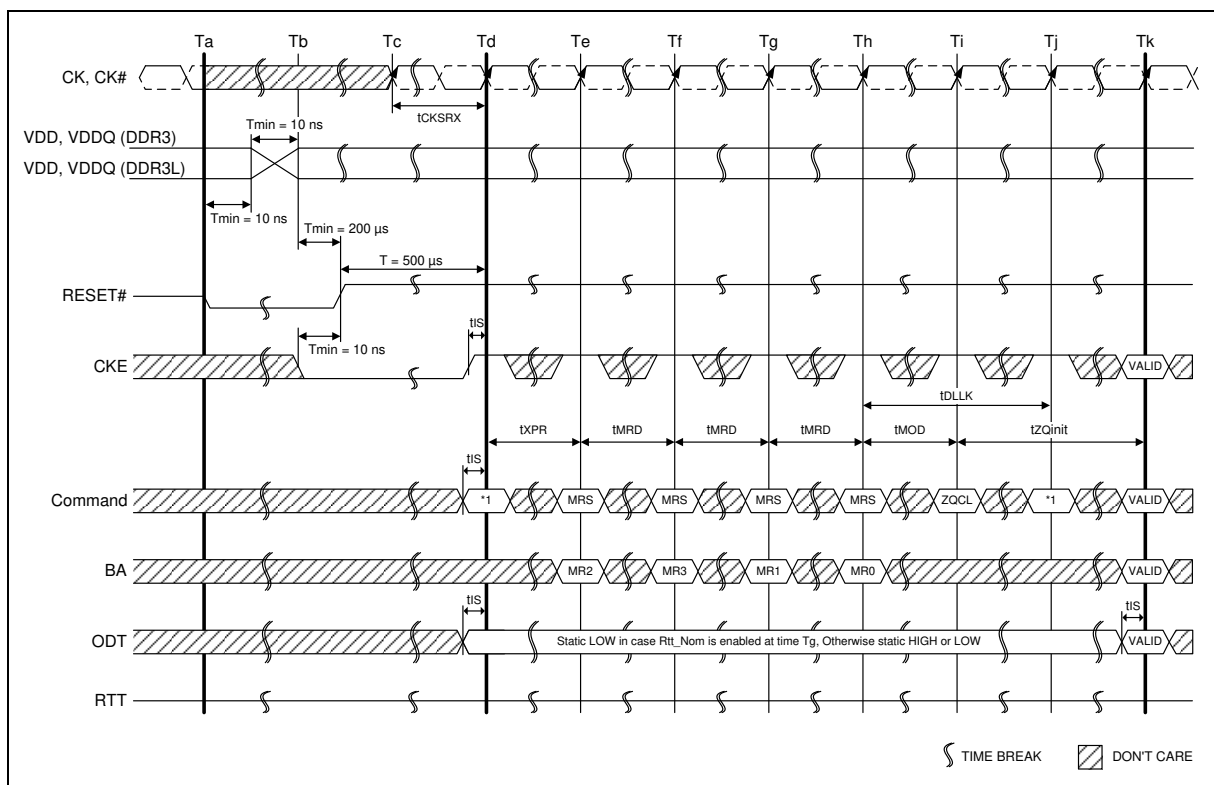 Ta Tb Tc Td Te Tf Tg Th Ti Tj Tk
CK, CK#
tCKSRX
Tmin = 10 ns
VDD, VDDQ (DDR3)
VDD, VDDQ (DDR3L)
Tmin = 10 ns
Tmin = 200 µs
T = 500 µs
RESET#
tIS
Tmin = 10 ns
CKE
VALID
tDLLK
tXPR tMRD tMRD tMRD tMOD tZQinit
tIS
Command *1 MRS MRS MRS MRS ZQCL *1 VALID
BA MR2 MR3 MR1 MR0 VALID
tIS tIS
ODT Static LOW in case Rtt_Nom is enabled at time Tg, Otherwise static HIGH or LOW VALID
RTT
TIME BREAK DON'T CARE